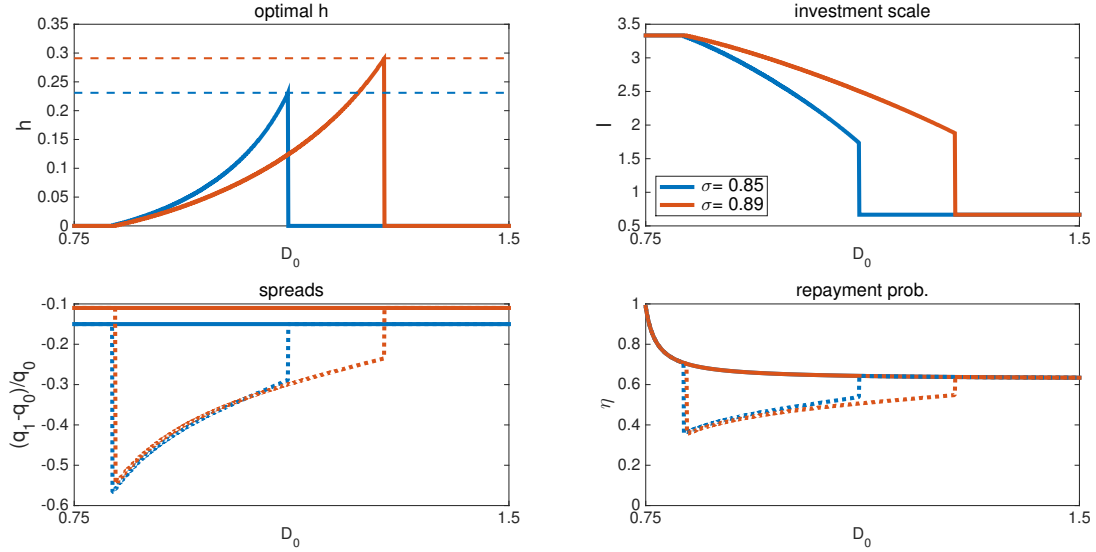 optimal h
0.35
0.3
0.25
0.2
0.15
0.1
0.05
0
h
0.75
1.5
D0
investment scale
3.5
3
2.5
2
1.5
1
0.5
I
σ= 0.85
σ= 0.89
0.75
1.5
D0
spreads
-0.1
-0.2
-0.3
-0.4
-0.5
-0.6
(q1 -q0)/q0
0.75
1.5
D0
repayment prob.
1
0.8
0.6
0.4
0.2
0
η
0.75
1.5
D0